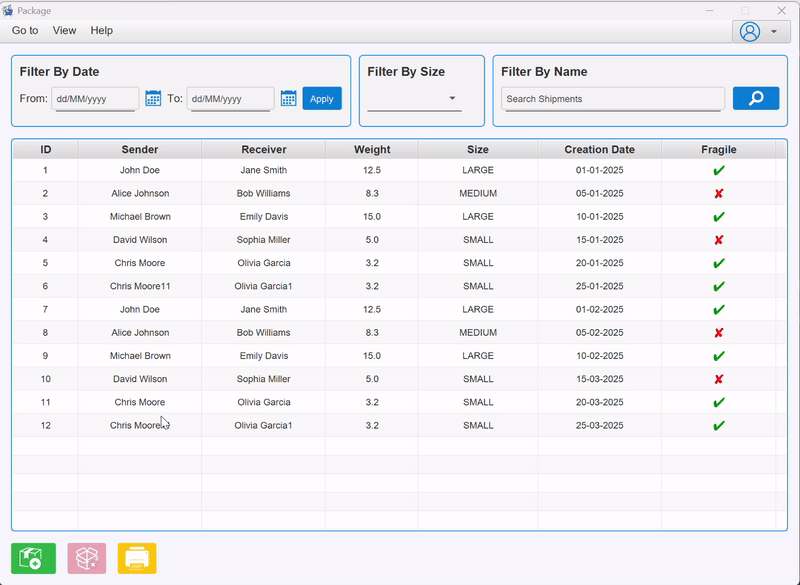 Package
Go to View Help
Filter By Date Filter By Size Filter By Name
From: dd/MM/yyyy To: dd/MM/yyyy Apply Search Shipments
ID Sender Receiver Weight Size Creation Date Fragile
1 John Doe Jane Smith 12.5 LARGE 01-01-2025 ✔
2 Alice Johnson Bob Williams 8.3 MEDIUM 05-01-2025 ✘
3 Michael Brown Emily Davis 15.0 LARGE 10-01-2025 ✔
4 David Wilson Sophia Miller 5.0 SMALL 15-01-2025 ✘
5 Chris Moore Olivia Garcia 3.2 SMALL 20-01-2025 ✔
6 Chris Moore11 Olivia Garcia1 3.2 SMALL 25-01-2025 ✔
7 John Doe Jane Smith 12.5 LARGE 01-02-2025 ✔
8 Alice Johnson Bob Williams 8.3 MEDIUM 05-02-2025 ✘
9 Michael Brown Emily Davis 15.0 LARGE 10-02-2025 ✔
10 David Wilson Sophia Miller 5.0 SMALL 15-03-2025 ✘
11 Chris Moore Olivia Garcia 3.2 SMALL 20-03-2025 ✔
12 Chris Olivia Garcia1 3.2 SMALL 25-03-2025 ✔